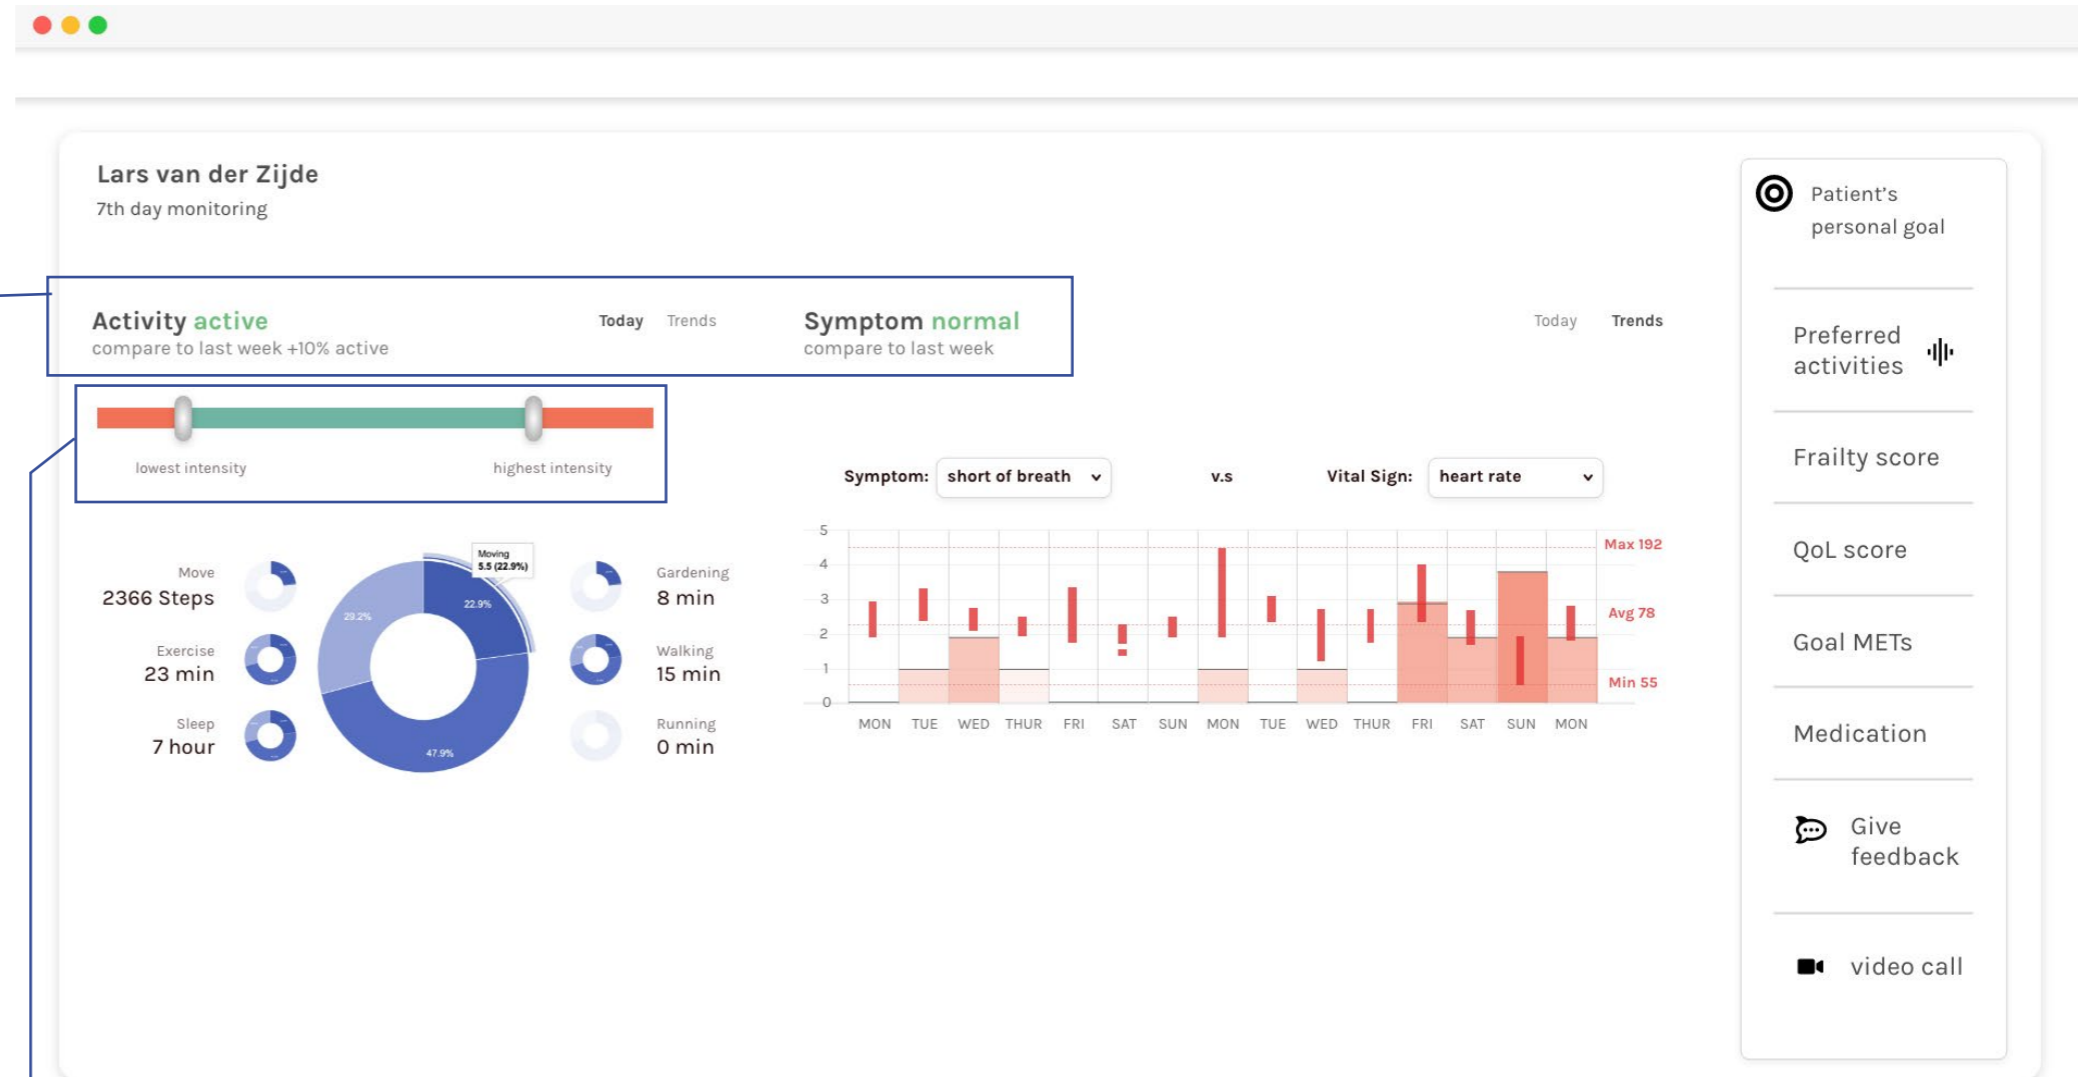 Lars van der Zijde
7th day monitoring
Activity active
compare to last week +10% active
Today Trends
Symptom normal
compare to last week
Today Trends
lowest intensity
highest intensity
Move
2366 Steps
Exercise
23 min
Sleep
7 hour
Moving
5.5 (22.9%)
22.9%
29.2%
47.9%
Gardening
8 min
Walking
15 min
Running
0 min
Symptom: short of breath v.s Vital Sign: heart rate
5
4
3
2
1
0
Max 192
Avg 78
Min 55
MON TUE WED THUR FRI SAT SUN MON TUE WED THUR FRI SAT SUN MON
Patient's
personal goal
Preferred
activities
Frailty score
QoL score
Goal METs
Medication
Give
feedback
video call